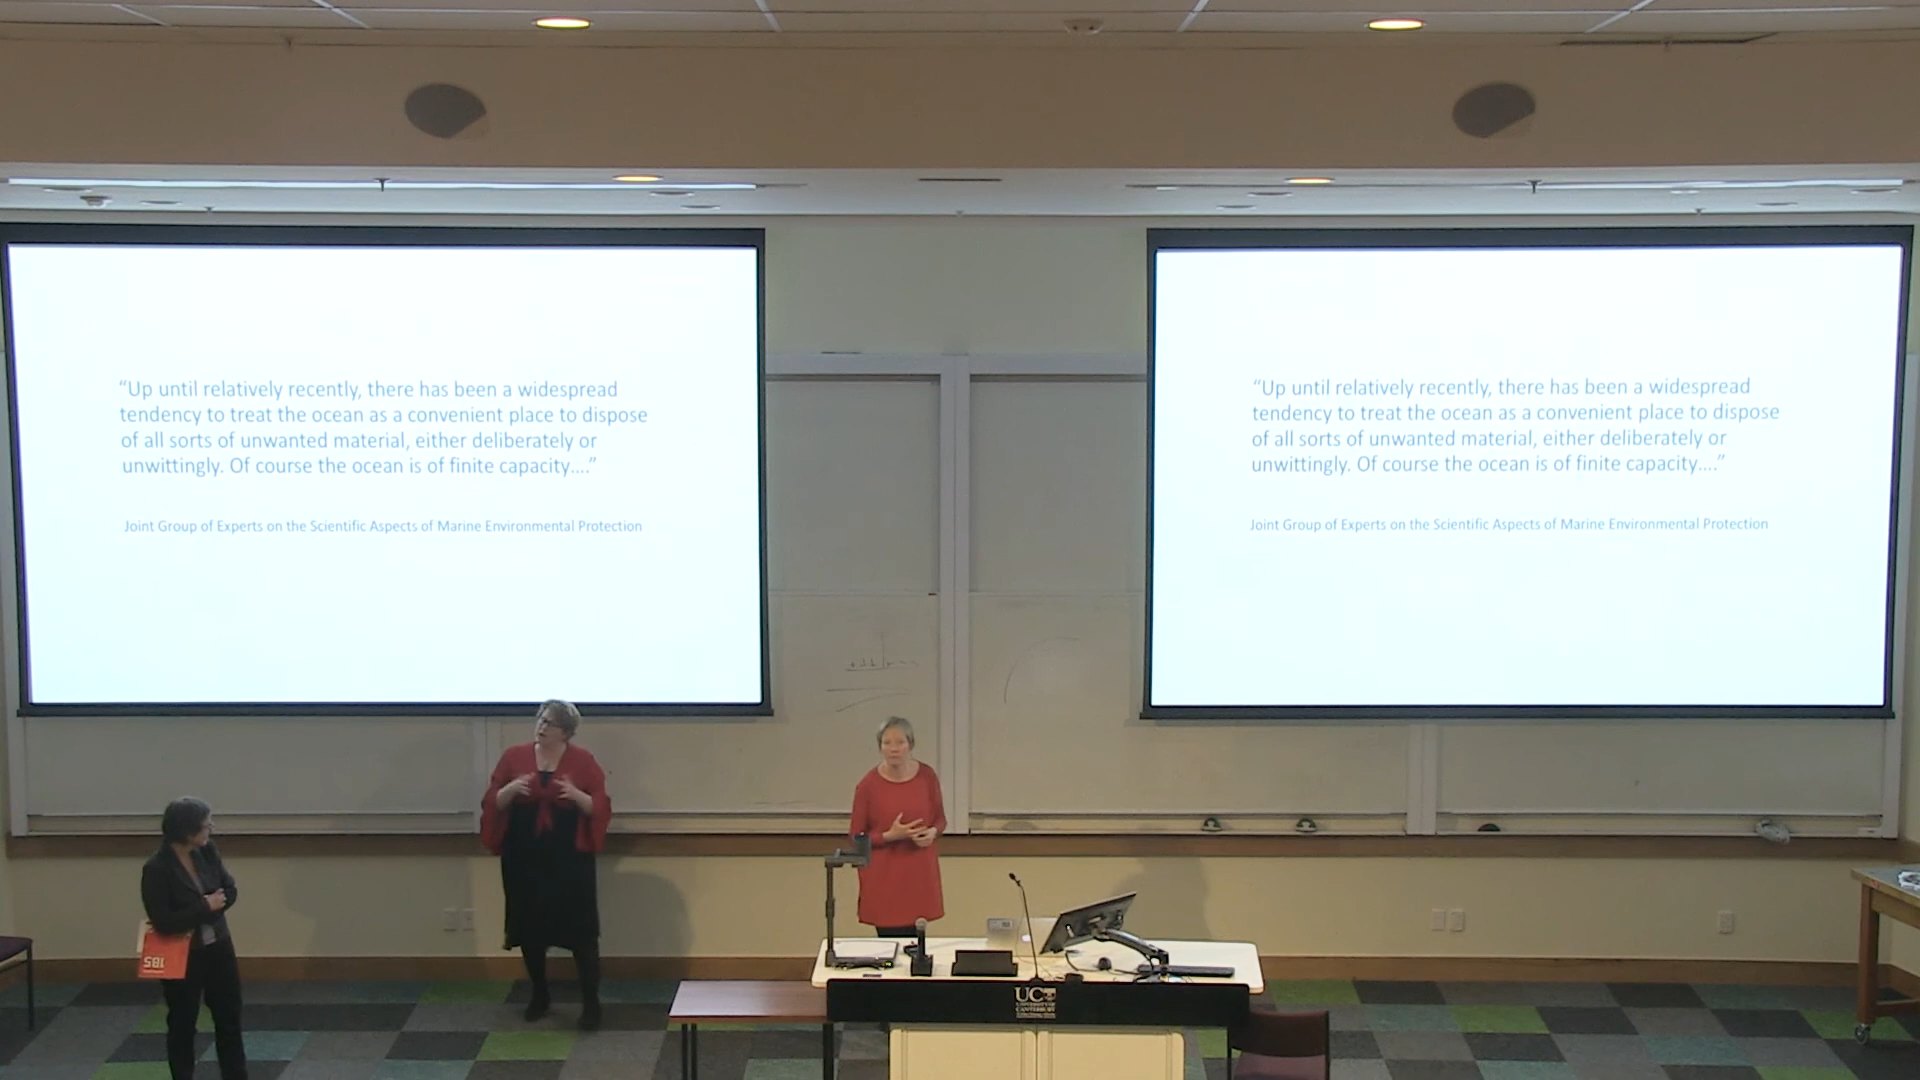 “Up until relatively recently, there has been a widespread
tendency to treat the ocean as a convenient place to dispose
of all sorts of unwanted material, either deliberately or
unwittingly. Of course the ocean is of finite capacity....”
Joint Group of Experts on the Scientific Aspects of Marine Environmental Protection
“Up until relatively recently, there has been a widespread
tendency to treat the ocean as a convenient place to dispose
of all sorts of unwanted material, either deliberately or
unwittingly. Of course the ocean is of finite capacity....”
Joint Group of Experts on the Scientific Aspects of Marine Environmental Protection
185
UC
UNIVERSITY OF
CANTERBURY